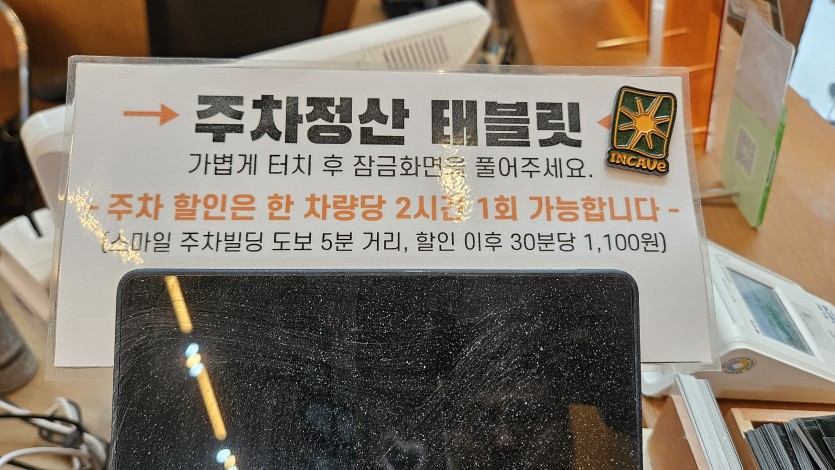 주차정산 태블릿
가볍게 터치 후 잠금화면을 풀어주세요.
- 주차 할인은 한 차량당 2시간 1회 가능합니다 -
(스마일 주차빌딩 도보 5분 거리, 할인 이후 30분당 1,100원)
INCAVE